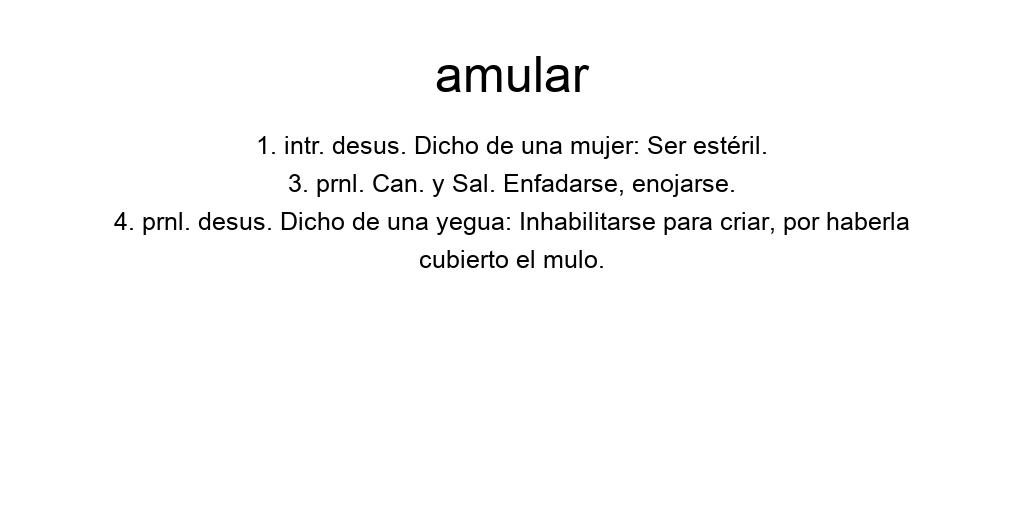 amular
1. intr. desus. Dicho de una mujer: Ser estéril.
3. prnl. Can. y Sal. Enfadarse, enojarse.
4. prnl. desus. Dicho de una yegua: Inhabilitarse para criar, por haberla
cubierto el mulo.